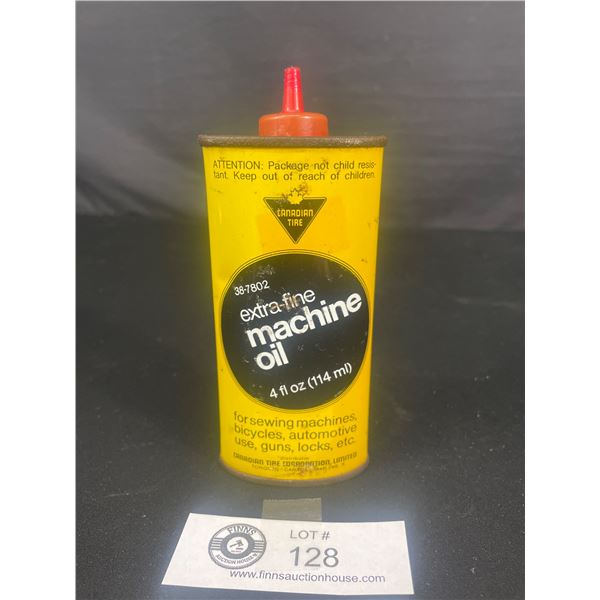 ATTENTION: Package not child resis-
tant. Keep out of reach of children.
CANADIAN
TIRE
38-7802
extra-fine
machine
oil
4 fl oz (114 ml)
for sewing machines,
bicycles, automotive
use, guns, locks, etc.
CANADIAN TIRE CORPORATION, LIMITED
FINNS
AUCTION HOUSE
LOT #
128
www.finnsauctionhouse.com